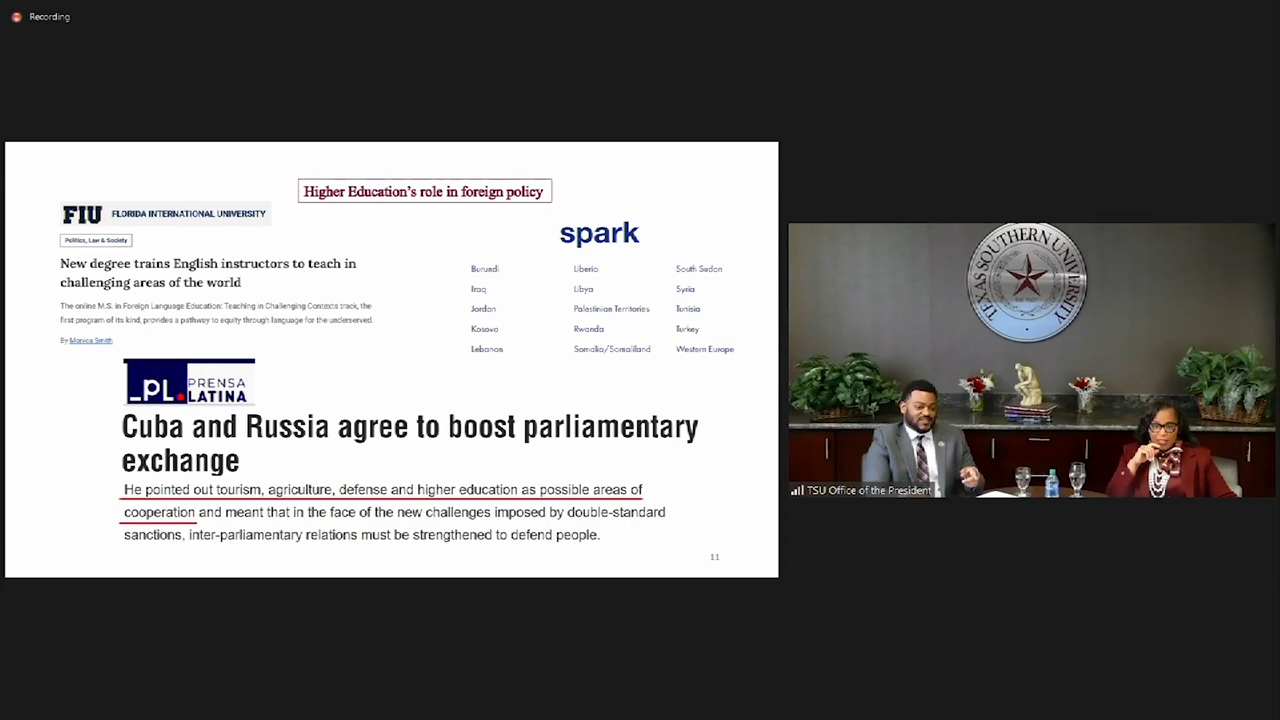 Recording
Higher Education's role in foreign policy
FIU FLORIDA INTERNATIONAL UNIVERSITY
Politics, Law & Society
New degree trains English instructors to teach in
challenging areas of the world
The online M.S. in Foreign Language Education: Teaching in Challenging Contexts track, the
first program of its kind, provides a pathway to equity through language for the underserved.
By Monica Smith
spark
Burundi Liberia South Sudan
Iraq Libya Syria
Jordan Palestinian Territories Tunisia
Kosovo Rwanda Turkey
Lebanon Somalia/Somaliland Western Europe
_PL. PRENSA
LATINA
Cuba and Russia agree to boost parliamentary
exchange
He pointed out tourism, agriculture, defense and higher education as possible areas of
cooperation and meant that in the face of the new challenges imposed by double-standard
sanctions, inter-parliamentary relations must be strengthened to defend people.
11
TEXAS SOUTHERN UNIVERSITY
TSU Office of the President